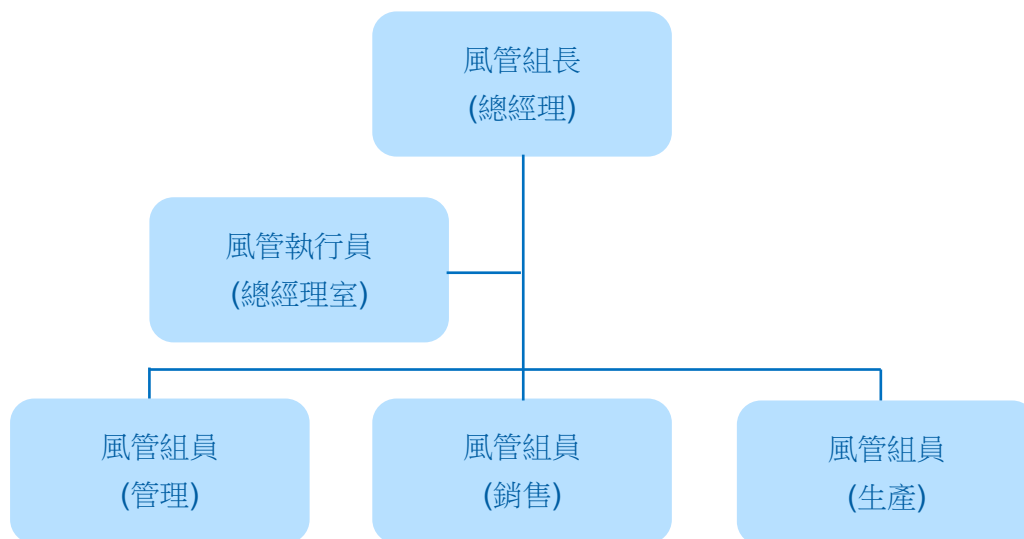 風管組長
(總經理)
風管執行員
(總經理室)
風管組員
(管理)
風管組員
(銷售)
風管組員
(生產)